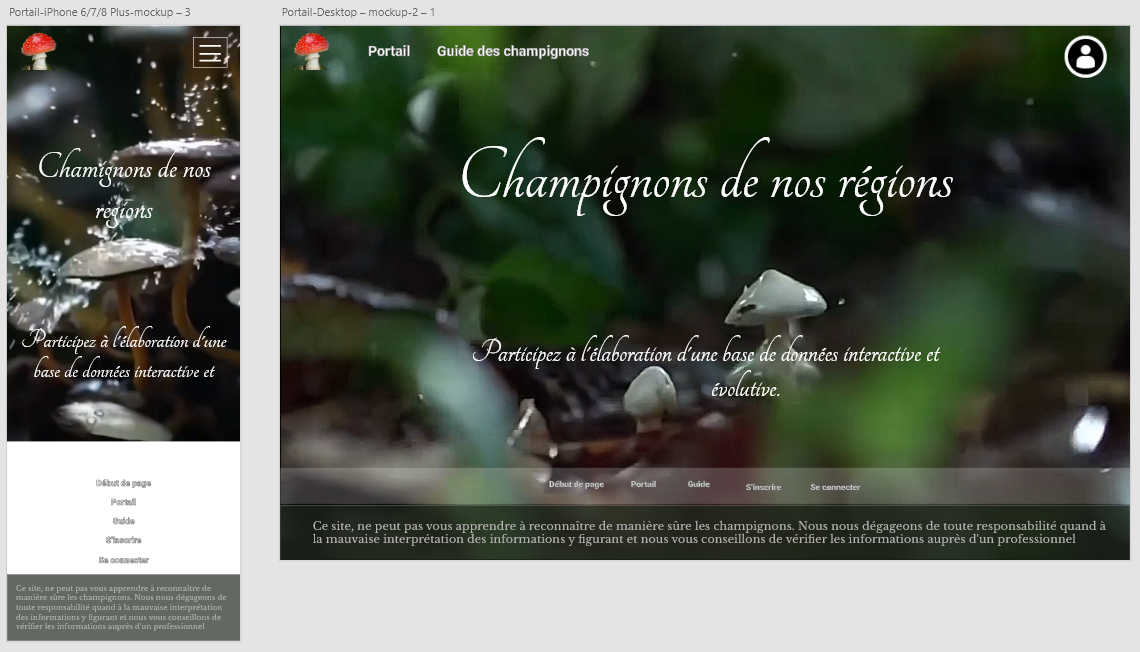 Portail-iPhone 6/7/8 Plus-mockup – 3
Chamignons de nos
regions
Participez à l'élaboration d'une
base de données interactive et
Début de page
Portail
Guide
S'inscrire
Se connecter
Ce site, ne peut pas vous apprendre à reconnaître de
manière sûre les champignons. Nous nous dégageons de
toute responsabilité quand à la mauvaise interprétation
des informations y figurant et nous vous conseillons de
vérifier les informations auprés d'un professionnel
Portail-Desktop – mockup-2 – 1
Portail Guide des champignons
Champignons de nos régions
Participez à l'élaboration d'une base de données interactive et
évolutive.
Début de page Portail Guide S'inscrire Se connecter
Ce site, ne peut pas vous apprendre à reconnaître de manière sûre les champignons. Nous nous dégageons de toute responsabilité quand à
la mauvaise interprétation des informations y figurant et nous vous conseillons de vérifier les informations auprès d'un professionnel